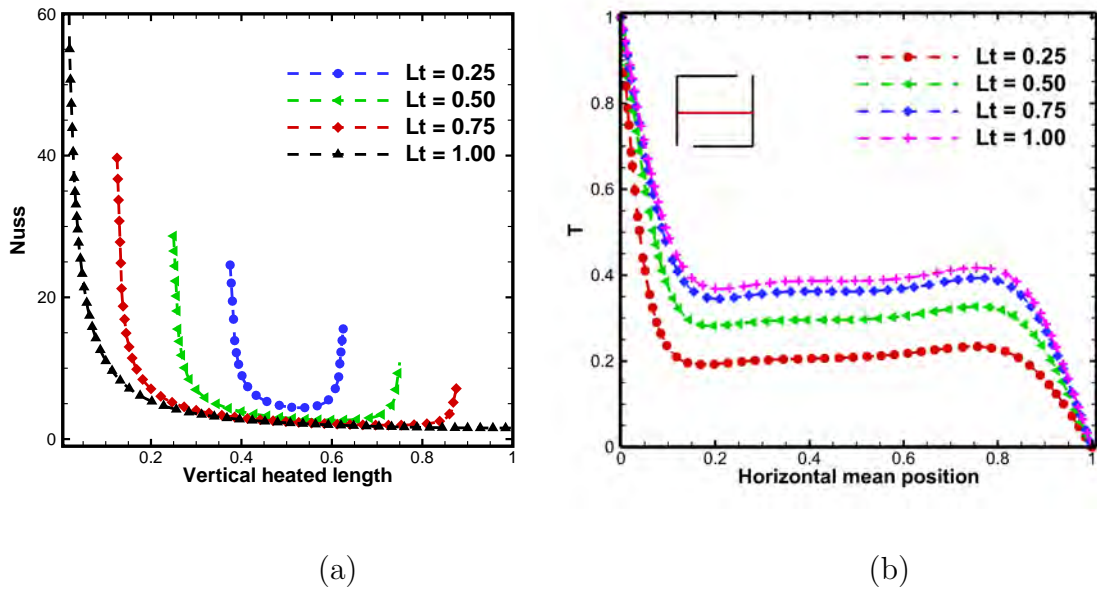 60
40
20
0
Nuss
0.2
0.4
0.6
0.8
1
Vertical heated length
Lt = 0.25
Lt = 0.50
Lt = 0.75
Lt = 1.00
(a)
1
0.8
0.6
0.4
0.2
0
T
0
0.2
0.4
0.6
0.8
1
Horizontal mean position
Lt = 0.25
Lt = 0.50
Lt = 0.75
Lt = 1.00
(b)